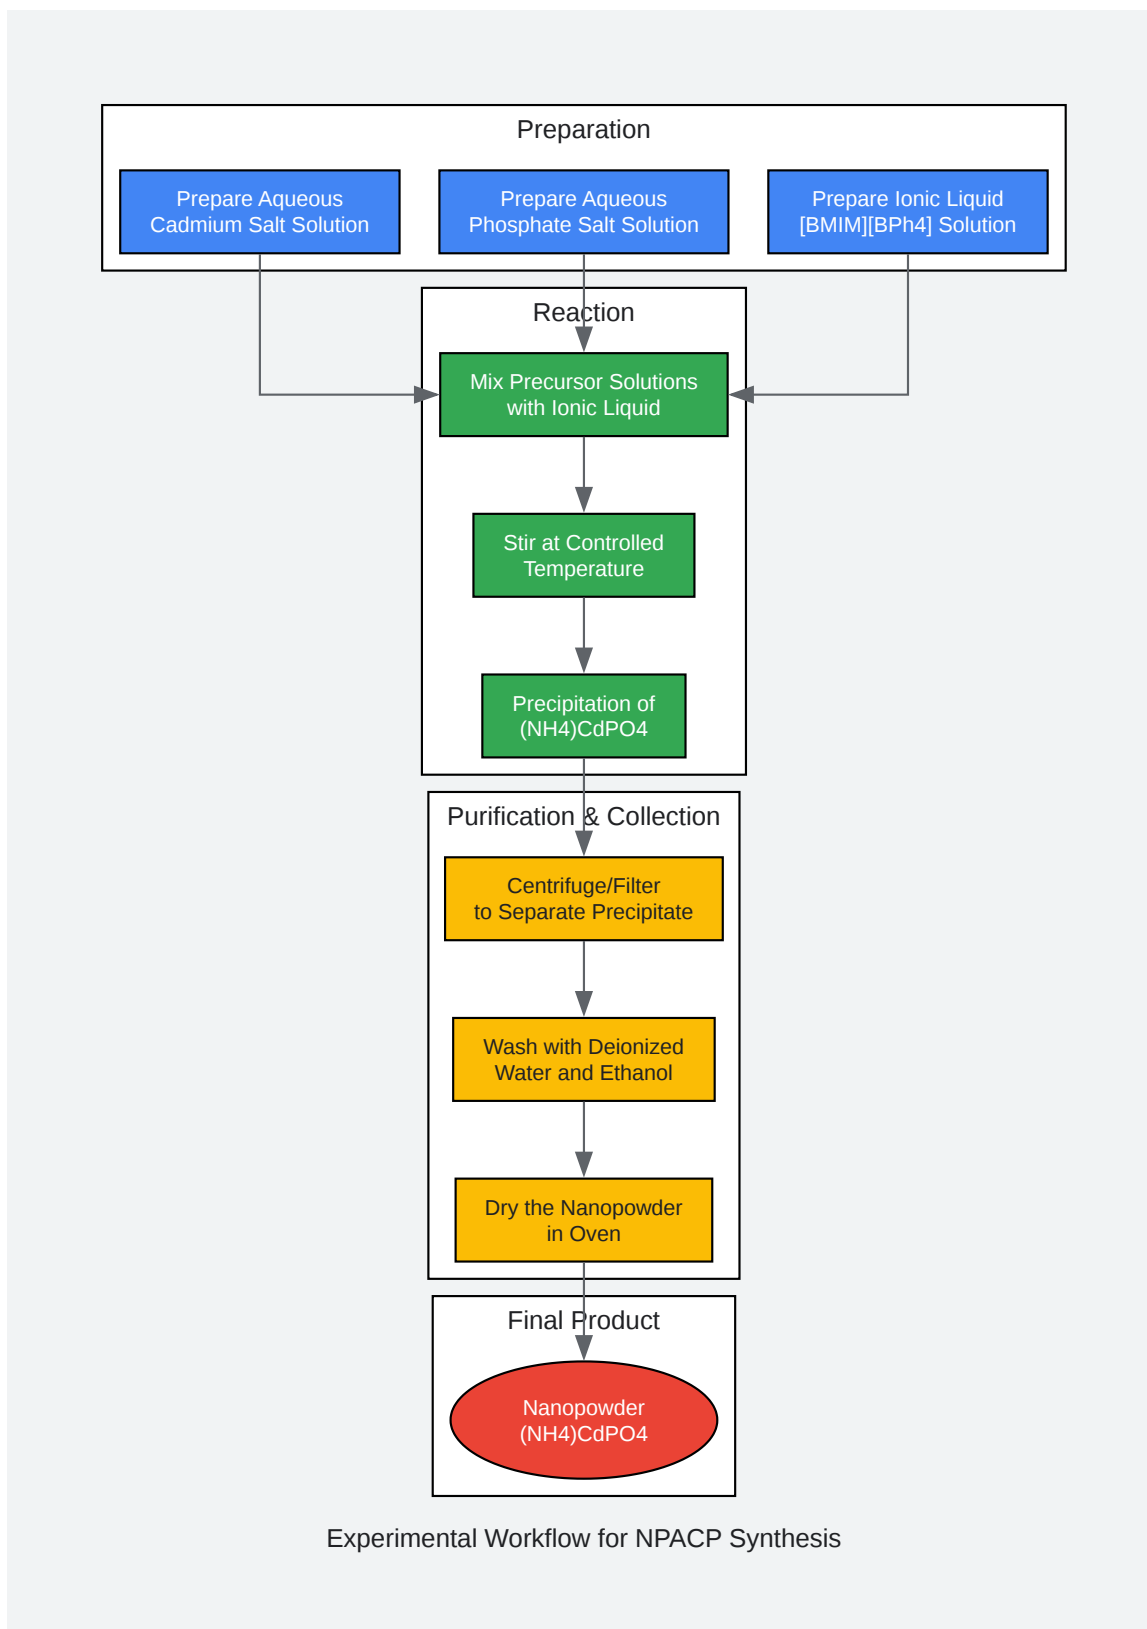 Preparation
Prepare Aqueous
Cadmium Salt Solution
Prepare Aqueous
Phosphate Salt Solution
Prepare Ionic Liquid
[BMIM][BPh4] Solution
Reaction
Mix Precursor Solutions
with Ionic Liquid
Stir at Controlled
Temperature
Precipitation of
(NH4)CdPO4
Purification & Collection
Centrifuge/Filter
to Separate Precipitate
Wash with Deionized
Water and Ethanol
Dry the Nanopowder
in Oven
Final Product
Nanopowder
(NH4)CdPO4
Experimental Workflow for NPACP Synthesis